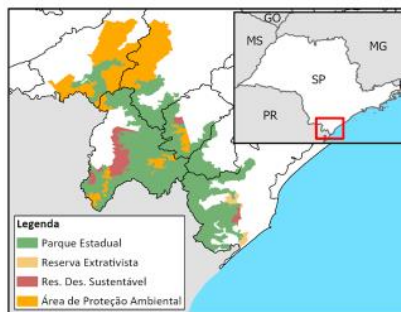 GO
MS
MG
SP
PR
Legenda
Parque Estadual
Reserva Extrativista
Res. Des. Sustentável
Área de Proteção Ambiental